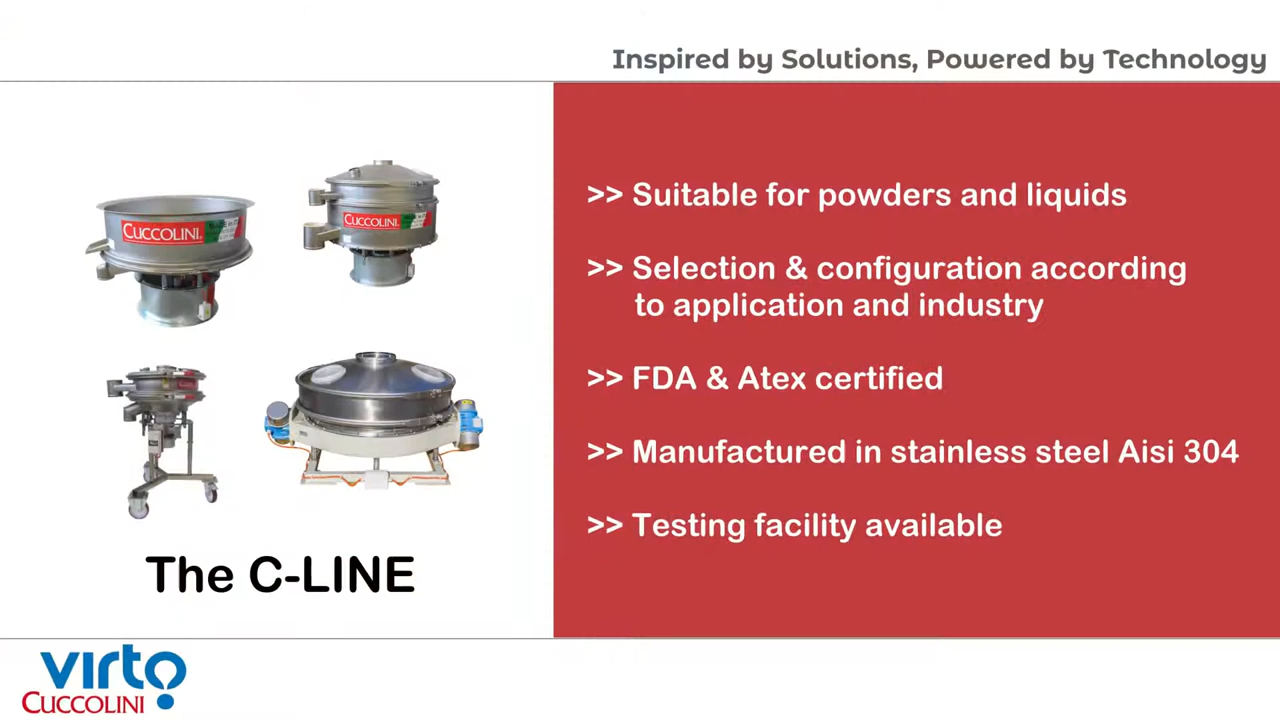 Inspired by Solutions, Powered by Technology
CUCCOLINI
CUCCOLINI
>> Suitable for powders and liquids
>> Selection & configuration according
to application and industry
>> FDA & Atex certified
>> Manufactured in stainless steel Aisi 304
>> Testing facility available
The C-LINE
virto
CUCCOLINI